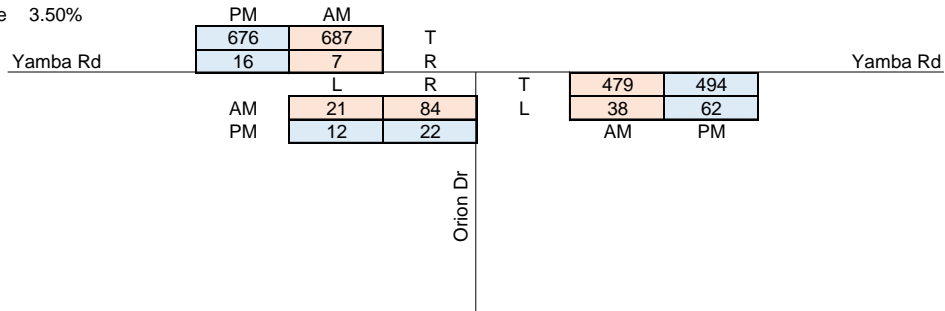 e 3.50% PM AM
676 687 T
Yamba Rd 16 7 R Yamba Rd
L R T 479 494
AM 21 84 L 38 62
PM 12 22 AM PM
Orion Dr